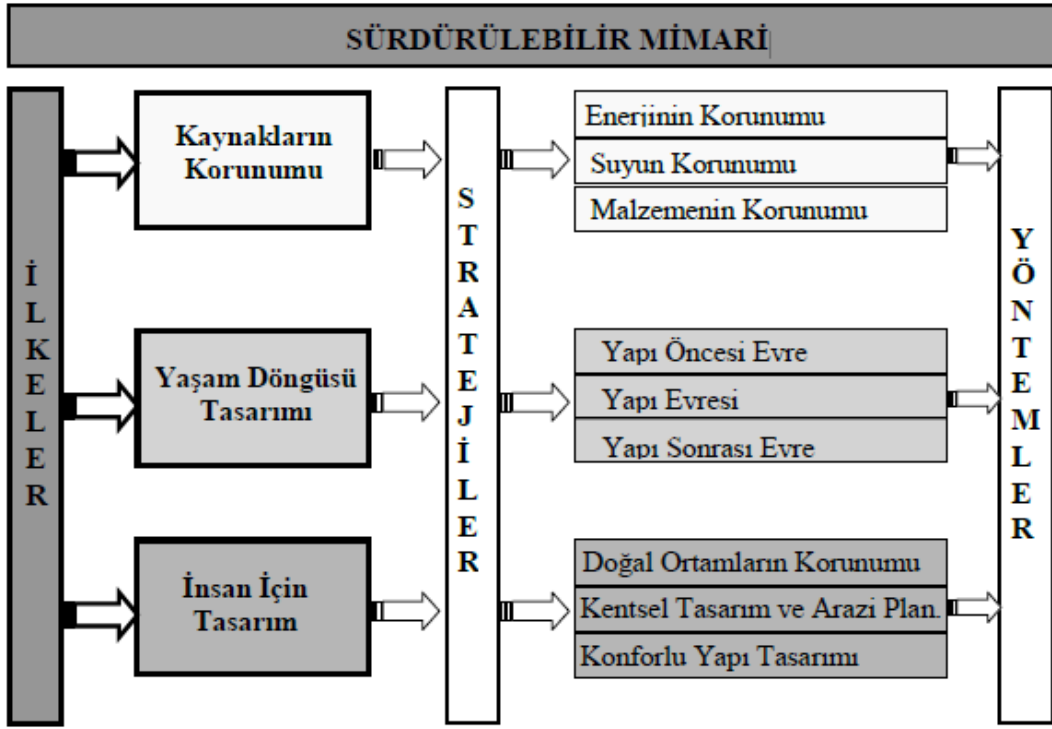 SÜRDÜRÜLEBİLİR MİMARİ
İLKELER
Kaynakların
Korunumu
Yaşam Döngüsü
Tasarımı
İnsan İçin
Tasarım
STRATEJİLER
Enerjinin Korunumu
Suyun Korunumu
Malzemenin Korunumu
Yapı Öncesi Evre
Yapı Evresi
Yapı Sonrası Evre
Doğal Ortamların Korunumu
Kentsel Tasarım ve Arazi Plan.
Konforlu Yapı Tasarımı
YÖNTEMLER